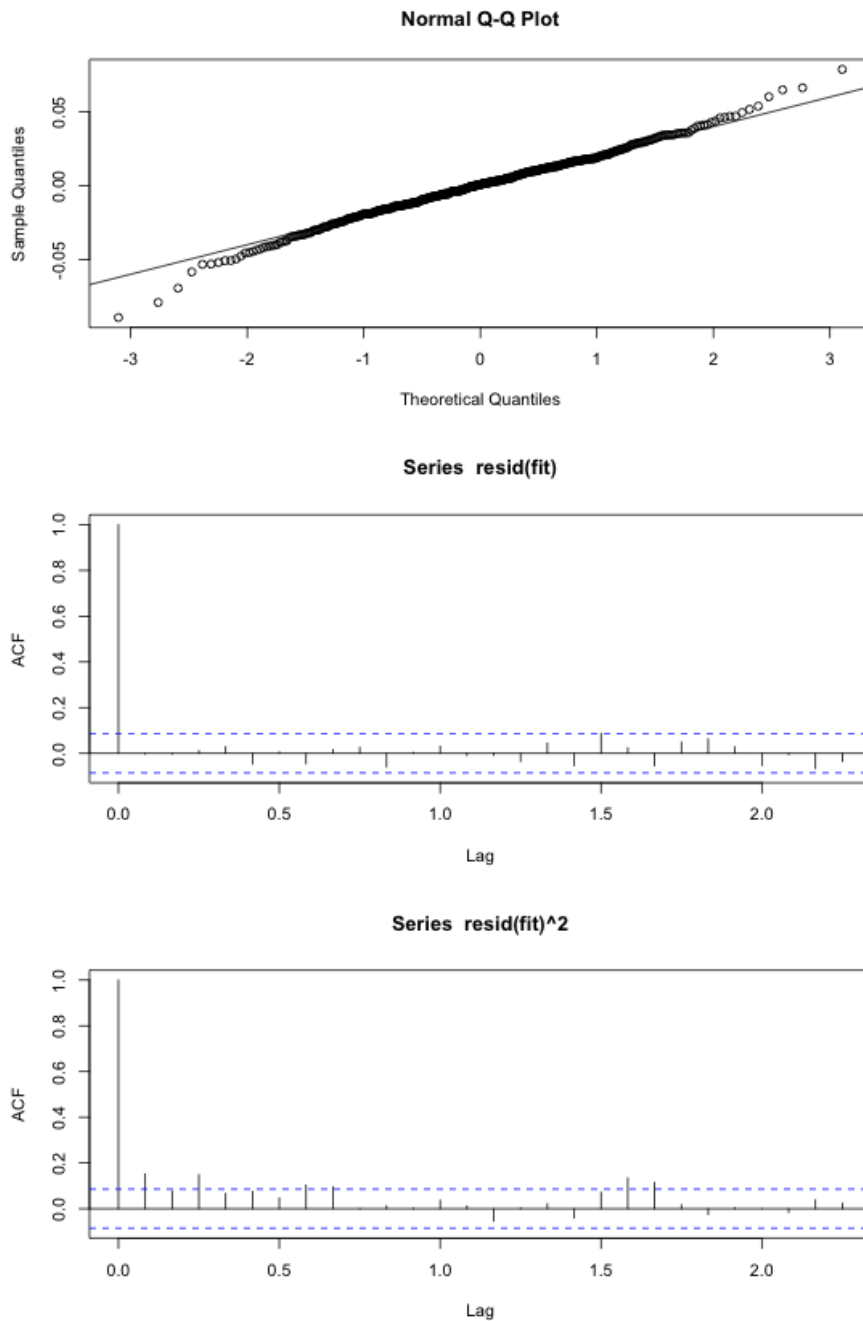 Normal Q-Q Plot
Sample Quantiles
0.05
0.00
-0.05
-3 -2 -1 0 1 2 3
Theoretical Quantiles
Series resid(fit)
ACF
1.0
0.8
0.6
0.4
0.2
0.0
0.0 0.5 1.0 1.5 2.0
Lag
Series resid(fit)^2
ACF
1.0
0.8
0.6
0.4
0.2
0.0
0.0 0.5 1.0 1.5 2.0
Lag